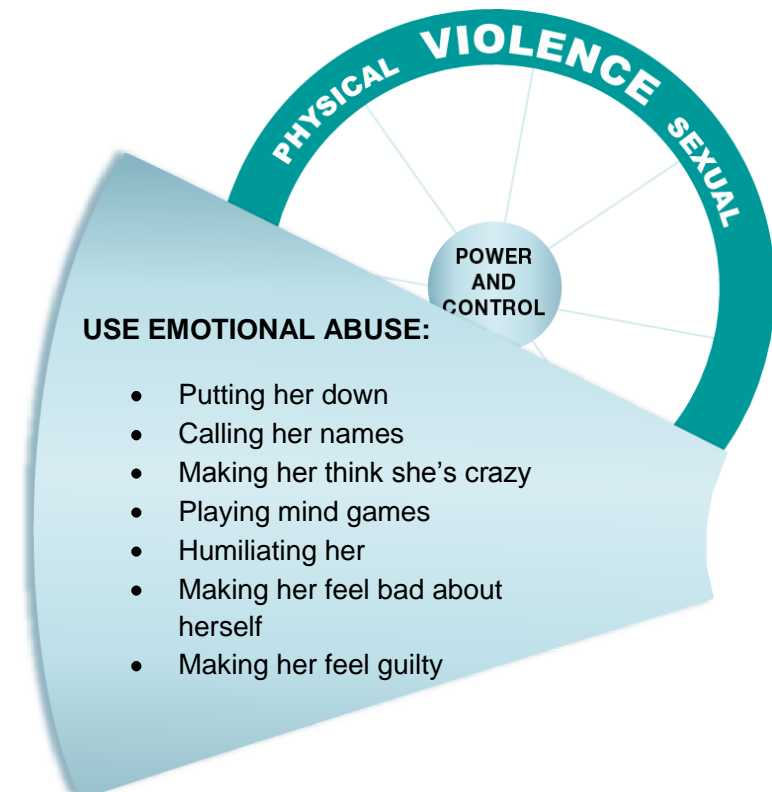 PHYSICAL VIOLENCE SEXUAL
POWER
AND
CONTROL
USE EMOTIONAL ABUSE:
• Putting her down
• Calling her names
• Making her think she’s crazy
• Playing mind games
• Humiliating her
• Making her feel bad about
herself
• Making her feel guilty